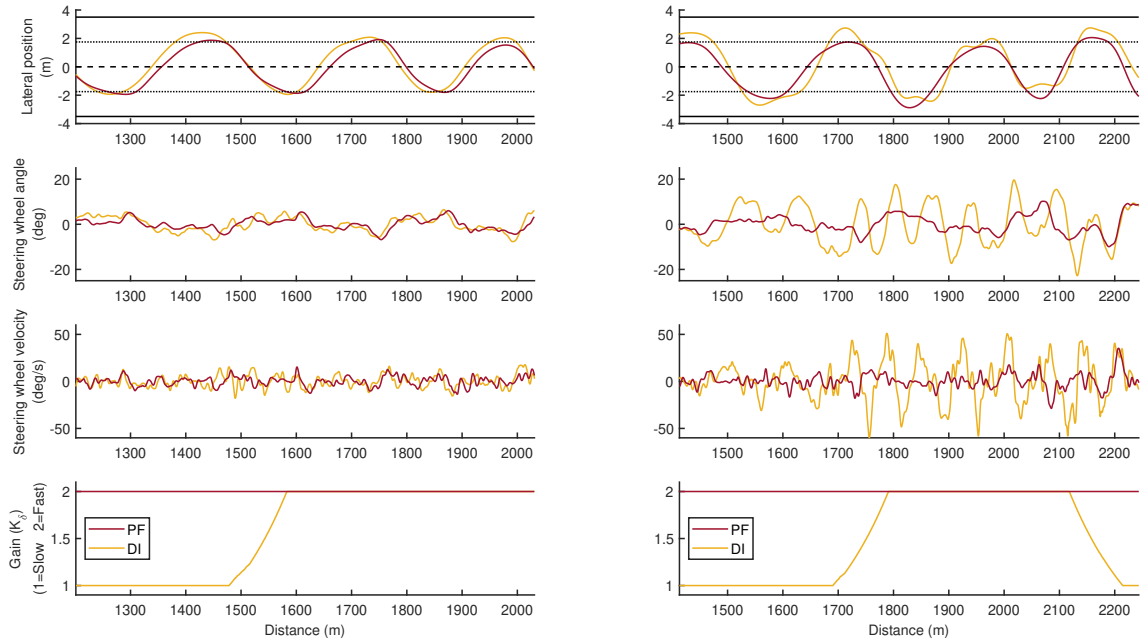 4
2
0
-2
-4
Lateral position
(m)
1300 1400 1500 1600 1700 1800 1900 2000
4
2
0
-2
-4
1500 1600 1700 1800 1900 2000 2100 2200
20
0
-20
Steering wheel angle
(deg)
1300 1400 1500 1600 1700 1800 1900 2000
20
0
-20
1500 1600 1700 1800 1900 2000 2100 2200
50
0
-50
Steering wheel velocity
(deg/s)
1300 1400 1500 1600 1700 1800 1900 2000
50
0
-50
1500 1600 1700 1800 1900 2000 2100 2200
2
1.5
1
Gain (K_δ)
(1=Slow 2=Fast)
PF
DI
1300 1400 1500 1600 1700 1800 1900 2000
Distance (m)
2
1.5
1
PF
DI
1500 1600 1700 1800 1900 2000 2100 2200
Distance (m)